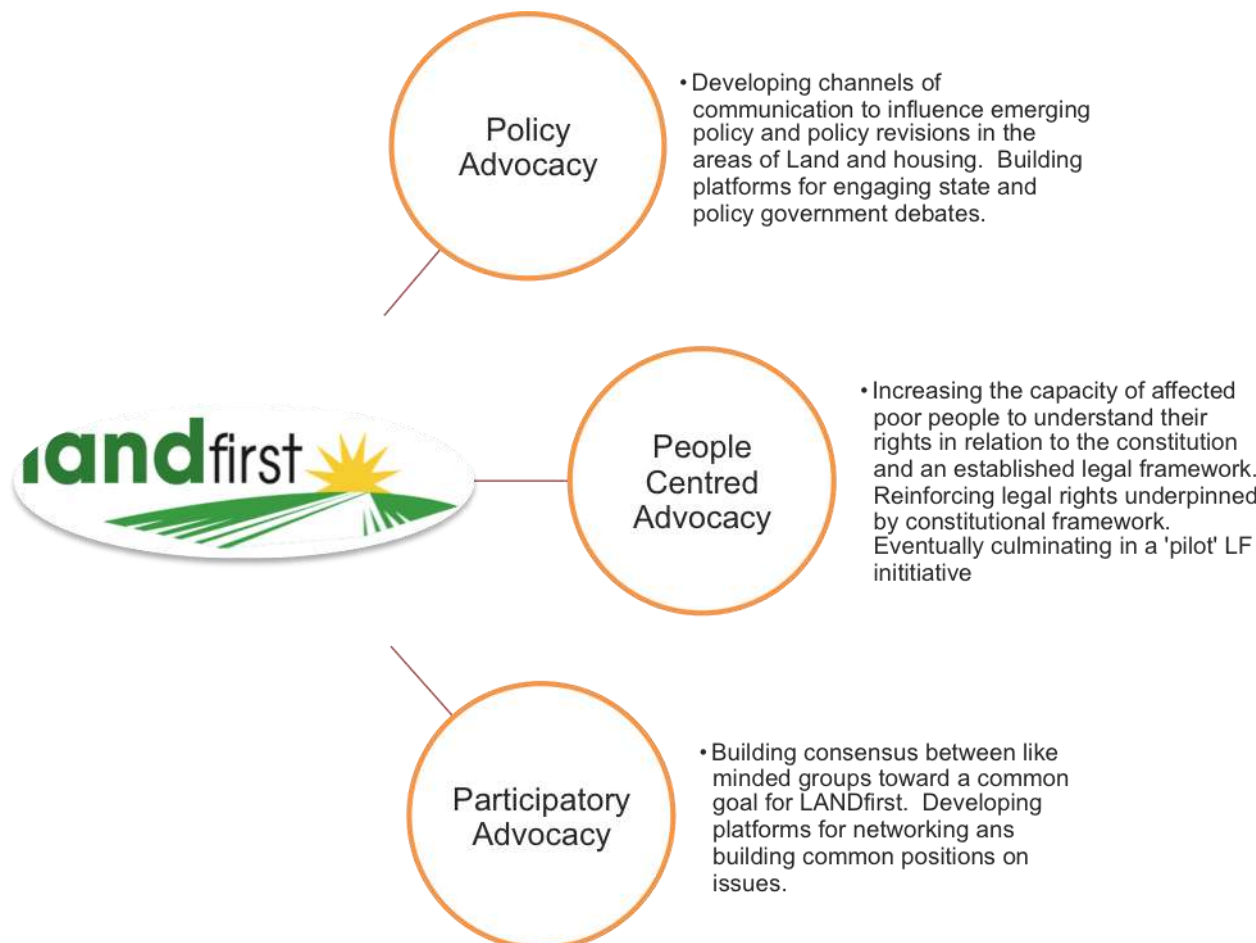 Policy
Advocacy
• Developing channels of
communication to influence emerging
policy and policy revisions in the
areas of Land and housing.  Building
platforms for engaging state and
policy government debates.
landfirst
People
Centred
Advocacy
• Increasing the capacity of affected
poor people to understand their
rights in relation to the constitution
and an established legal framework.
Reinforcing legal rights underpinned
by constitutional framework.
Eventually culminating in a 'pilot' LF
inititiative
Participatory
Advocacy
• Building consensus between like
minded groups toward a common
goal for LANDfirst.  Developing
platforms for networking ans
building common positions on
issues.